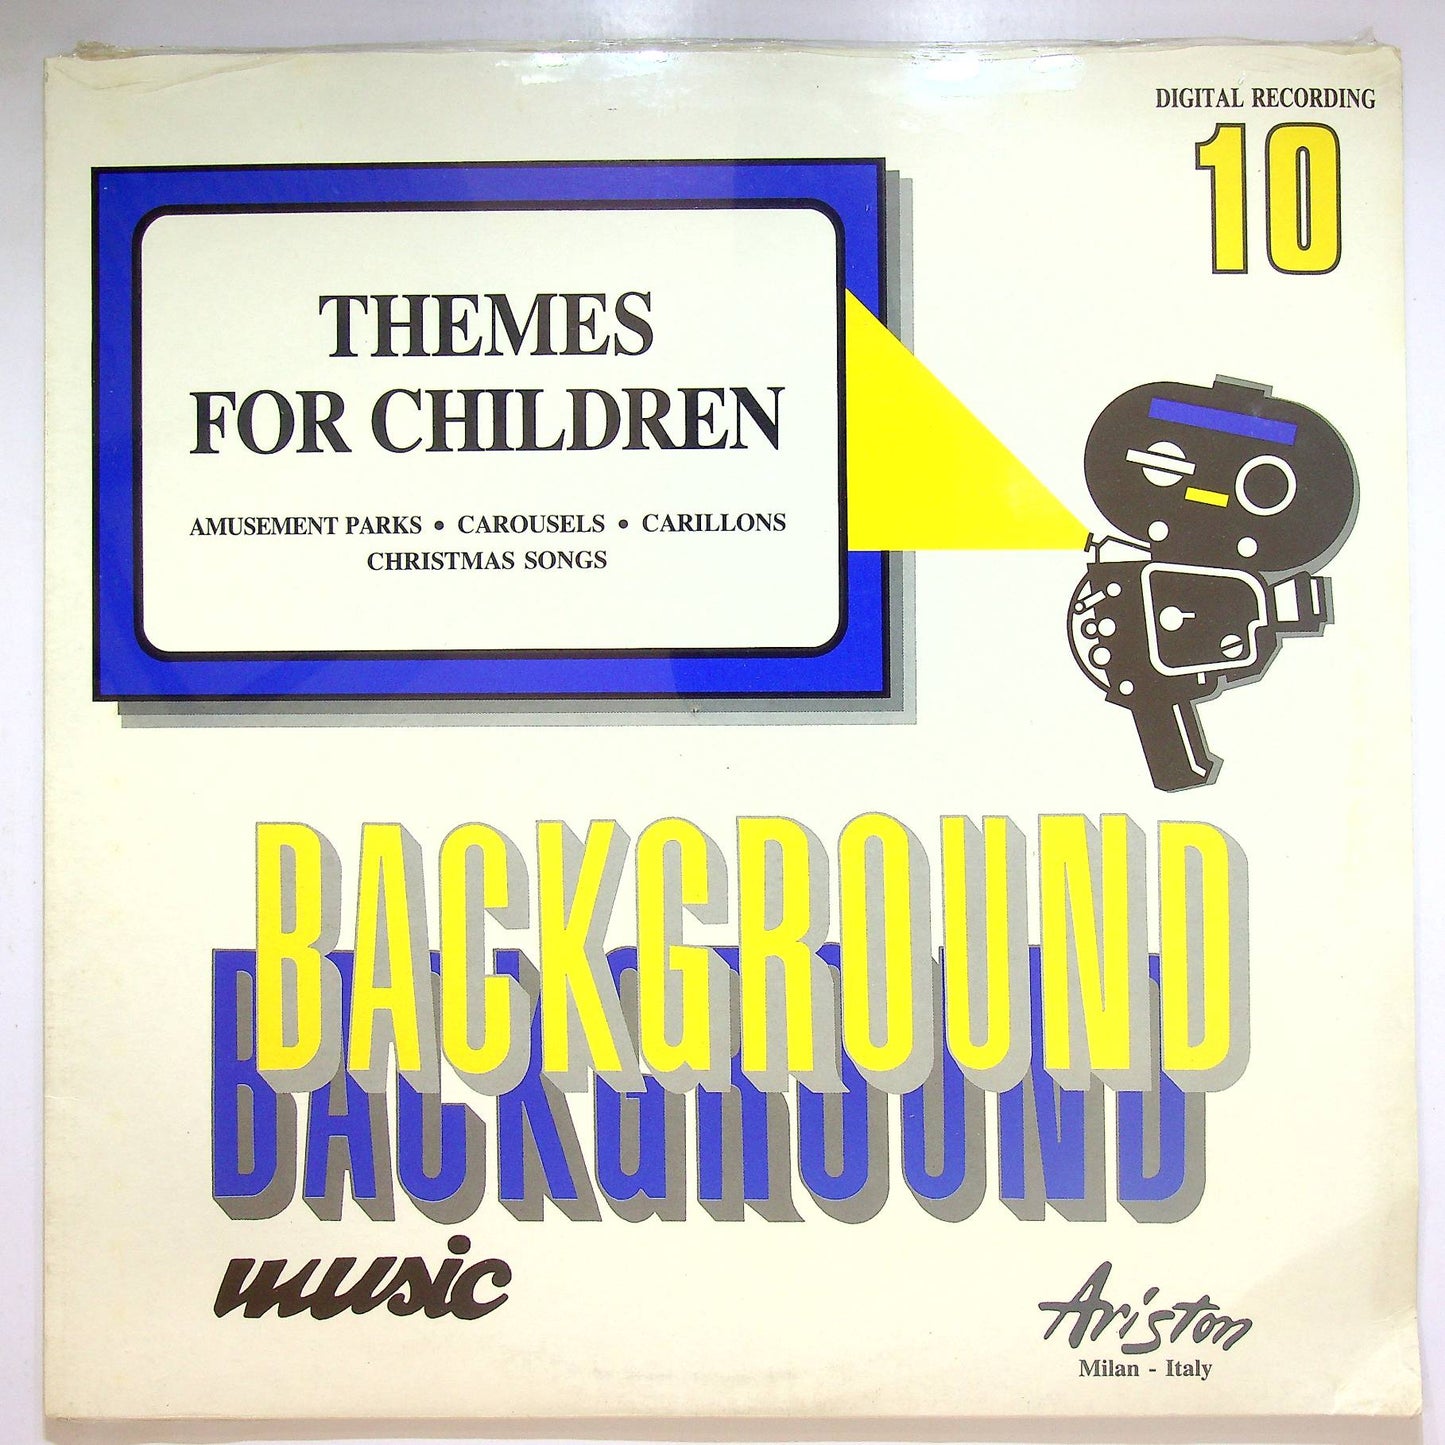 DIGITAL RECORDING
10
THEMES
FOR CHILDREN
AMUSEMENT PARKS • CAROUSELS • CARILLONS
CHRISTMAS SONGS
BACKGROUND
BACKGROUND
music
Ariston
Milan - Italy